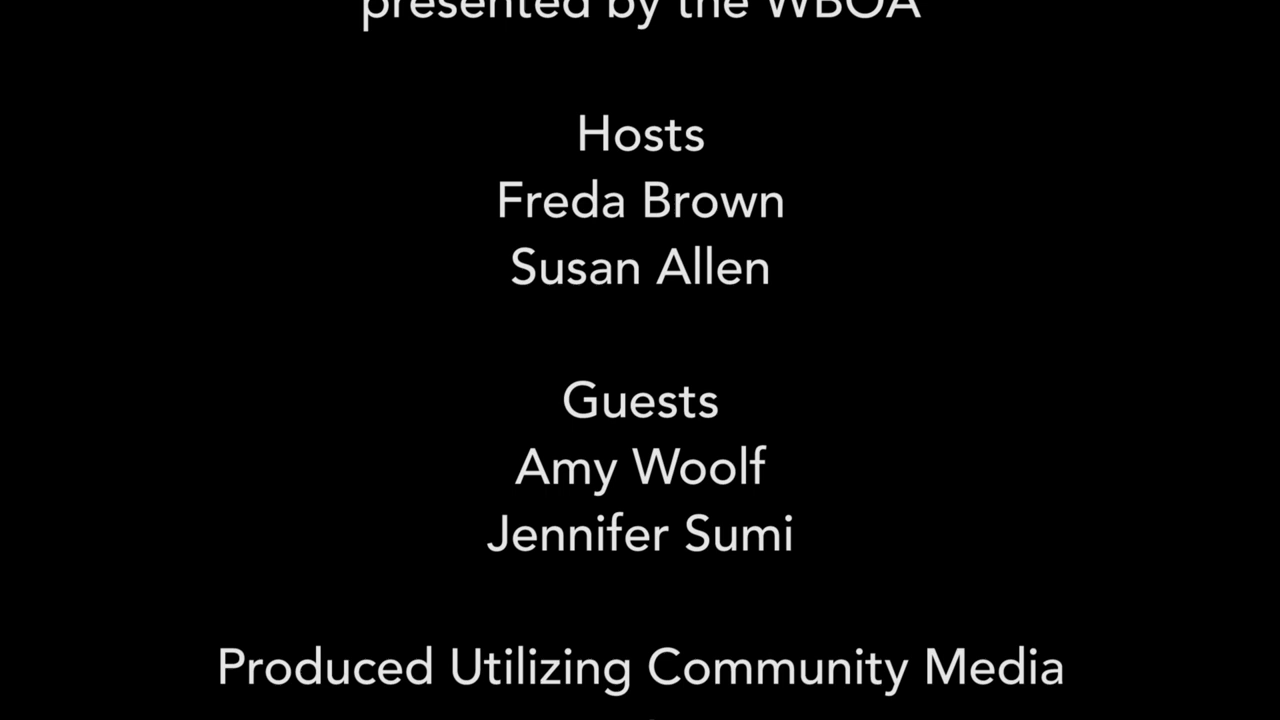 presented by the WBOA
Hosts
Freda Brown
Susan Allen
Guests
Amy Woolf
Jennifer Sumi
Produced Utilizing Community Media